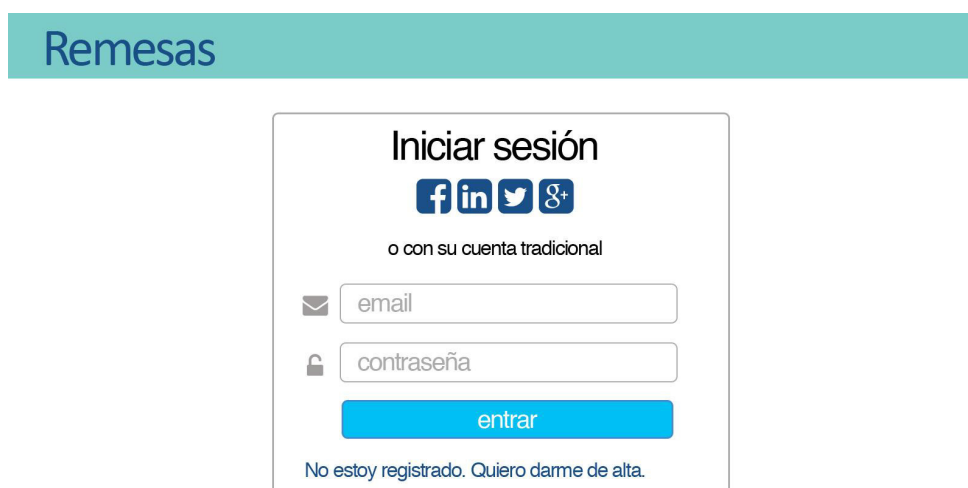 Remesas
Iniciar sesión
o con su cuenta tradicional
email
contraseña
entrar
No estoy registrado. Quiero darme de alta.